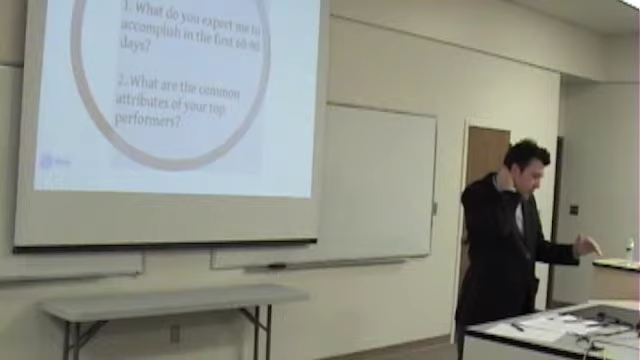 1. What do you expect me to
accomplish in the first 60-90
days?
2. What are the common
attributes of your top
performers?